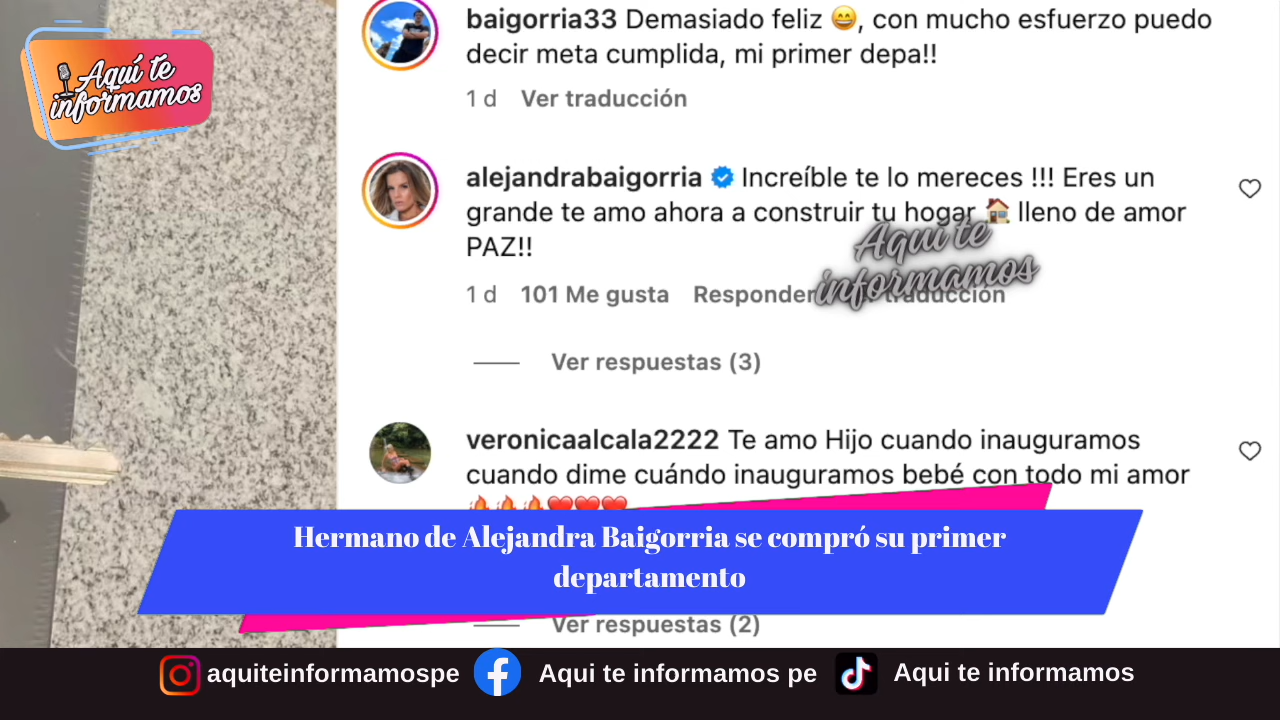 Aquí te
informamos
baigorria33 Demasiado feliz 😄, con mucho esfuerzo puedo
decir meta cumplida, mi primer depa!!
1 d Ver traducción
alejandrabaigorria Increíble te lo mereces !!! Eres un
grande te amo ahora a construir tu hogar 🏠 lleno de amor
PAZ!!
Aquí te
informamos
1 d 101 Me gusta Responder traducción
Ver respuestas (3)
veronicaalcala2222 Te amo Hijo cuando inauguramos
cuando dime cuándo inauguramos bebé con todo mi amor
🔥🔥🔥❤️❤️❤️
Hermano de Alejandra Baigorria se compró su primer
departamento
Ver respuestas (2)
aquiteinformamospe Aqui te informamos pe Aqui te informamos